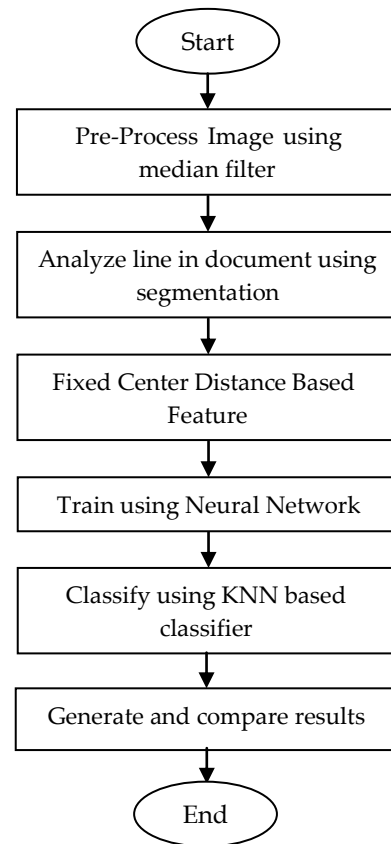 Start
Pre-Process Image using
median filter
Analyze line in document using
segmentation
Fixed Center Distance Based
Feature
Train using Neural Network
Classify using KNN based
classifier
Generate and compare results
End